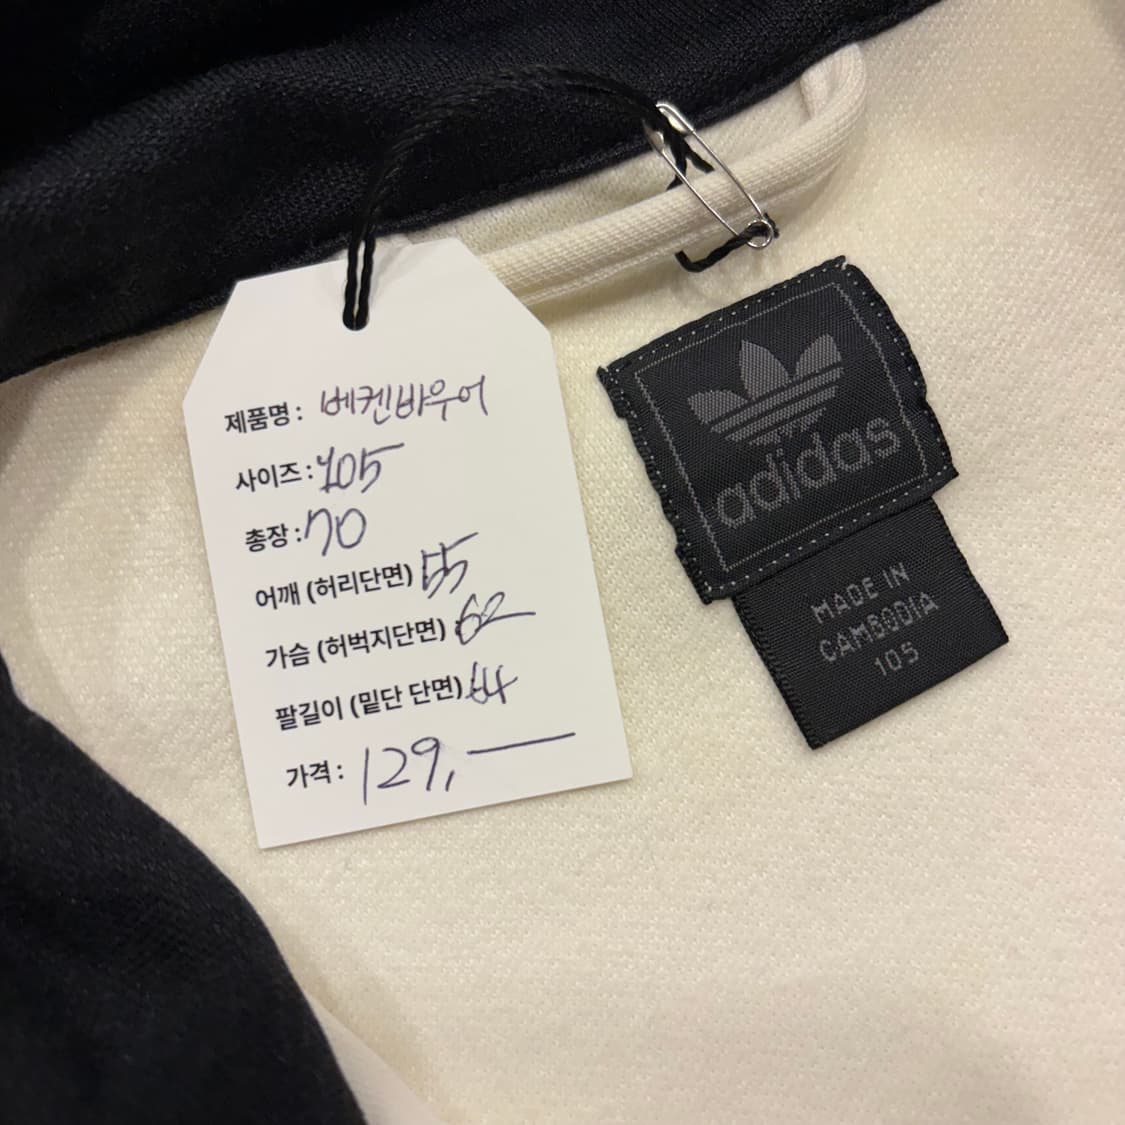 제품명 : 베켄바우어
사이즈 : 105
총장 : 70
어깨 (허리단면) 55
가슴 (허벅지단면) 62
팔길이 (밑단 단면) 64
가격 : 129,—
adidas
MADE IN
CAMBODIA
105